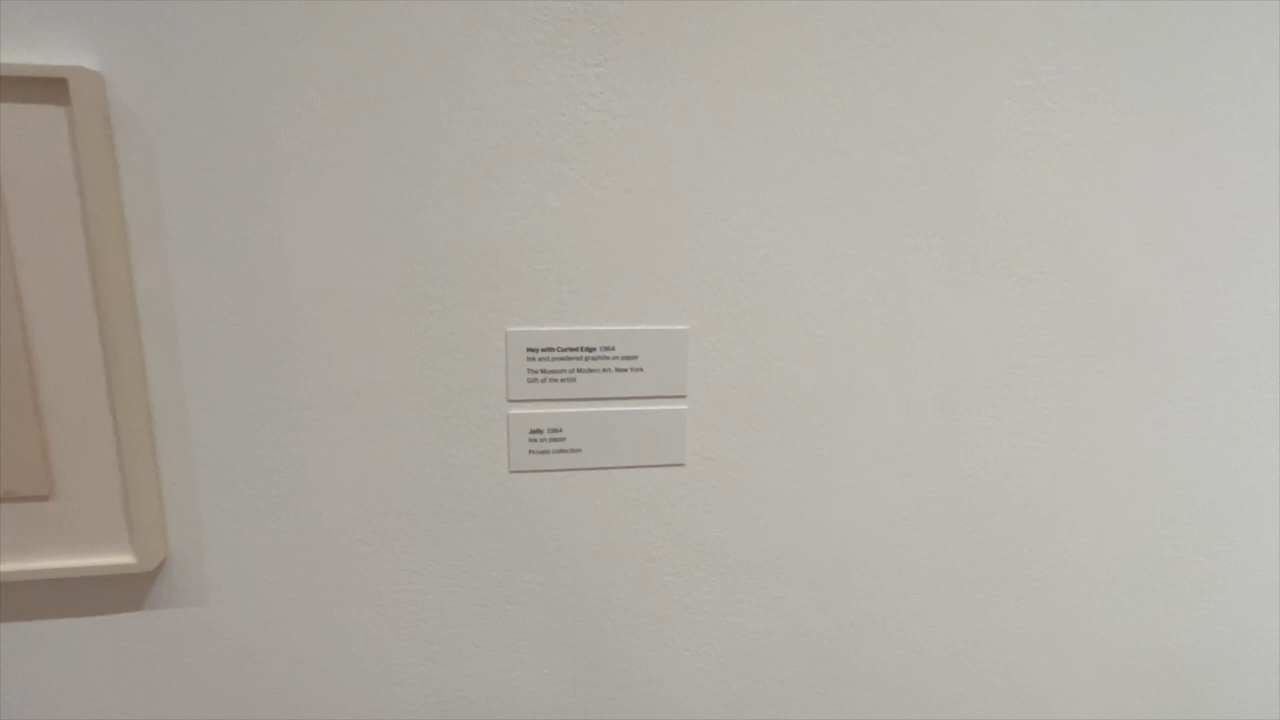 Hey with Curled Edge 1964
Ink and powdered graphite on paper
The Museum of Modern Art, New York
Gift of the artist
Jelly 1964
Ink on paper
Private collection